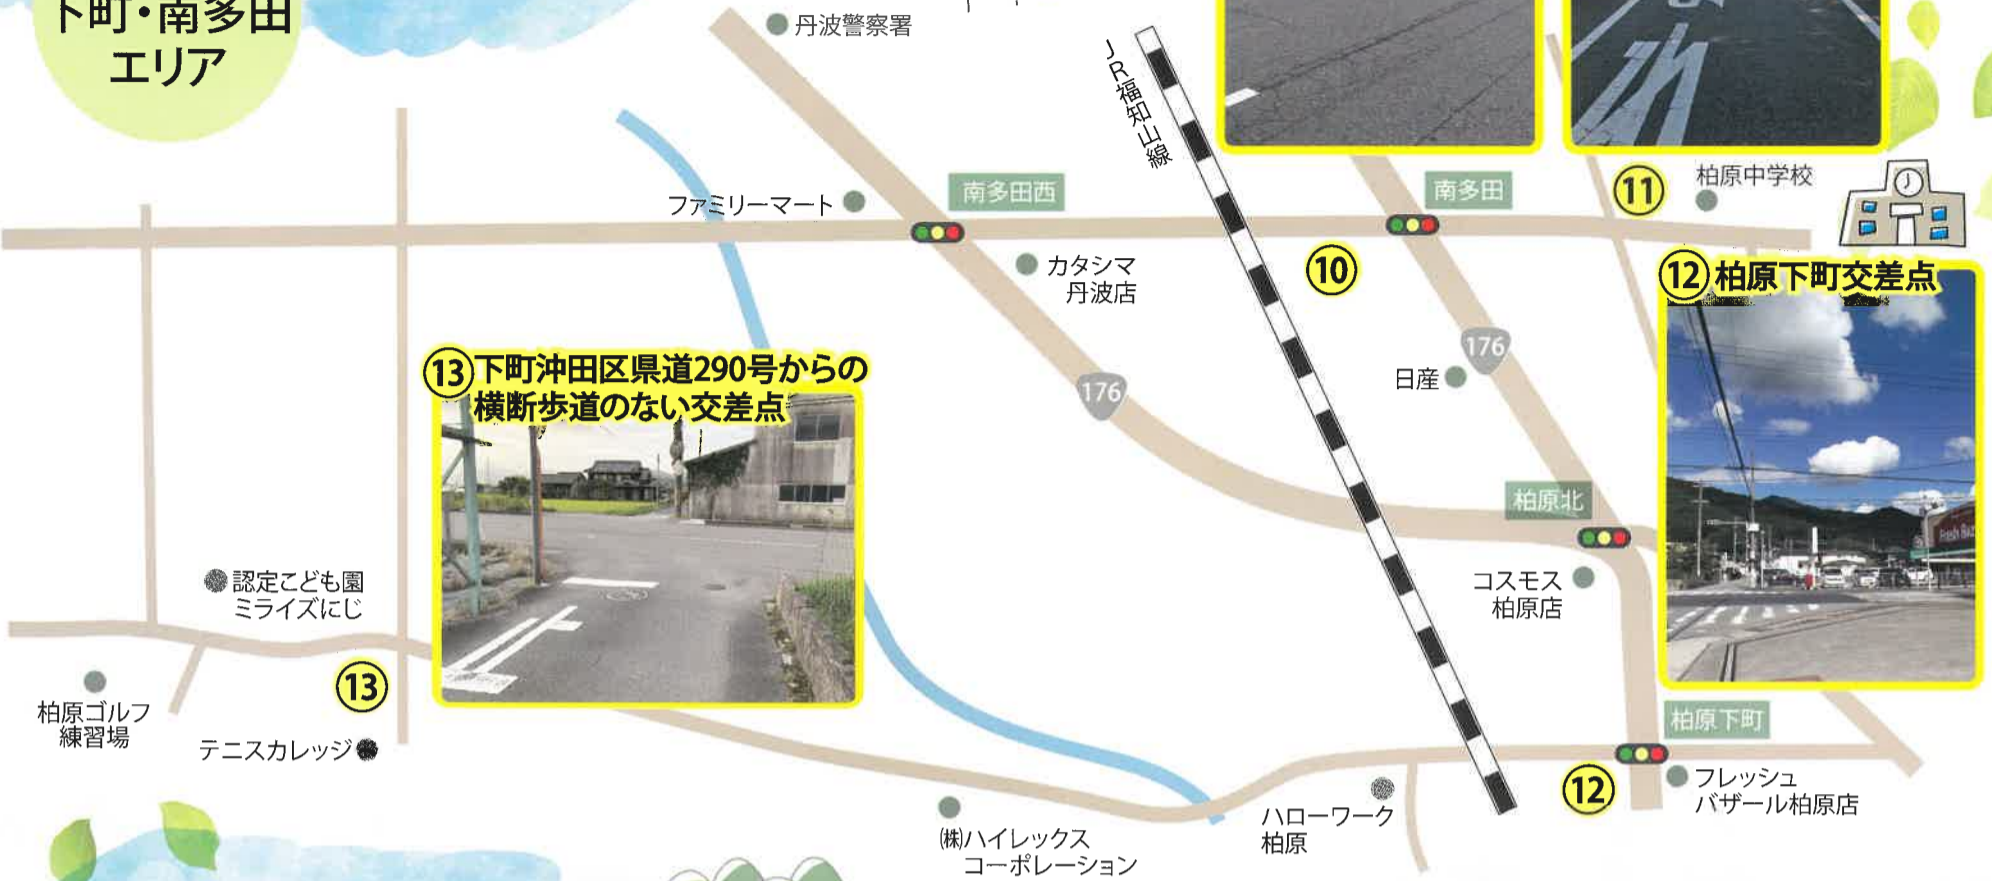 下町・南多田
エリア
丹波警察署
JR福知山線
ファミリーマート
南多田西
南多田
11
柏原中学校
カタシマ
丹波店
10
12 柏原下町交差点
13 下町沖田区県道290号からの
横断歩道のない交差点
176
176
日産
柏原北
コスモス
柏原店
認定こども園
ミライズにじ
13
柏原ゴルフ
練習場
テニスカレッジ
柏原下町
12
フレッシュ
バザール柏原店
ハローワーク
柏原
㈱ハイレックス
コーポレーション